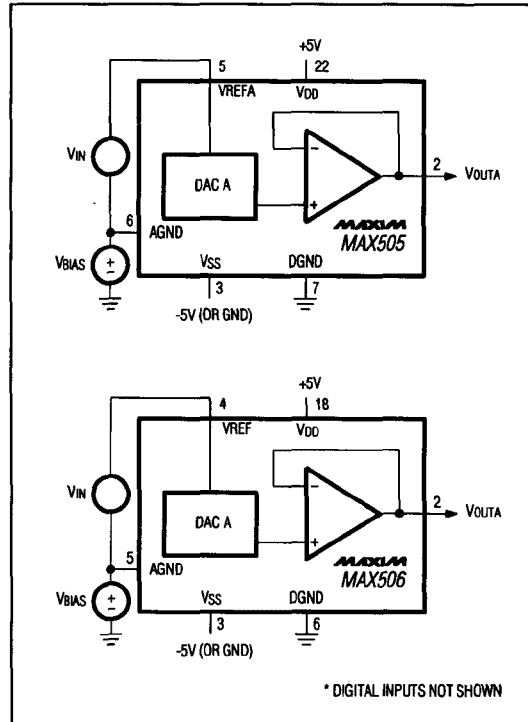 +5V
5
22
VREFA
VDD
VIN
DAC A
−
+
2
VOUTA
6
AGND
MAXIM
MAX505
VBIAS
+
−
VSS
DGND
3
7
-5V (OR GND)
+5V
4
18
VREF
VDD
VIN
DAC A
−
+
2
VOUTA
5
AGND
MAXIM
MAX506
VBIAS
+
−
VSS
DGND
3
6
-5V (OR GND)
* DIGITAL INPUTS NOT SHOWN